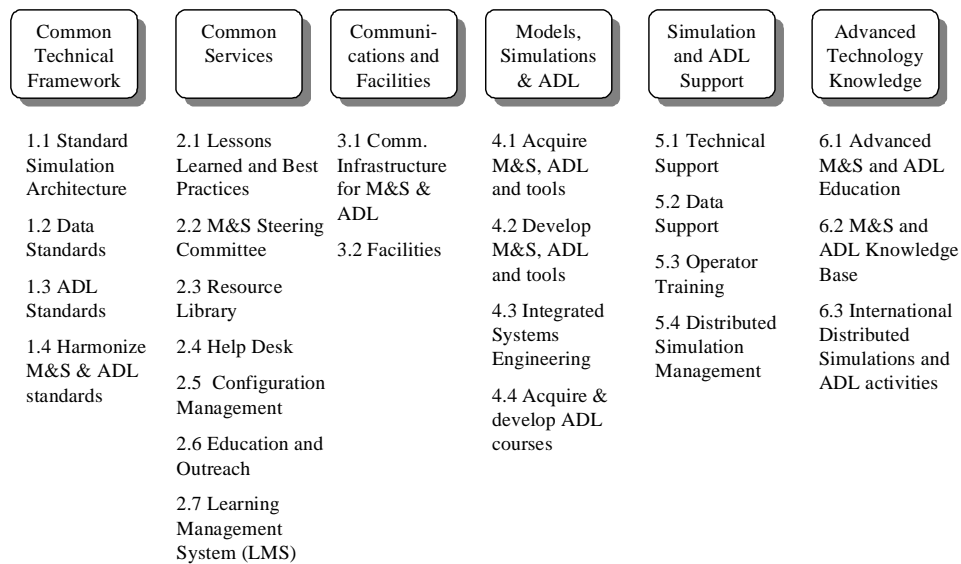 Common
Technical
Framework
1.1 Standard
Simulation
Architecture
1.2 Data
Standards
1.3 ADL
Standards
1.4 Harmonize
M&S & ADL
standards
Common
Services
2.1 Lessons
Learned and Best
Practices
2.2 M&S Steering
Committee
2.3 Resource
Library
2.4 Help Desk
2.5  Configuration
Management
2.6 Education and
Outreach
2.7 Learning
Management
System (LMS)
Communi-
cations and
Facilities
3.1 Comm.
Infrastructure
for M&S &
ADL
3.2 Facilities
Models,
Simulations
& ADL
4.1 Acquire
M&S, ADL
and tools
4.2 Develop
M&S, ADL
and tools
4.3 Integrated
Systems
Engineering
4.4 Acquire &
develop ADL
courses
Simulation
and ADL
Support
5.1 Technical
Support
5.2 Data
Support
5.3 Operator
Training
5.4 Distributed
Simulation
Management
Advanced
Technology
Knowledge
6.1 Advanced
M&S and ADL
Education
6.2 M&S and
ADL Knowledge
Base
6.3 International
Distributed
Simulations and
ADL activities